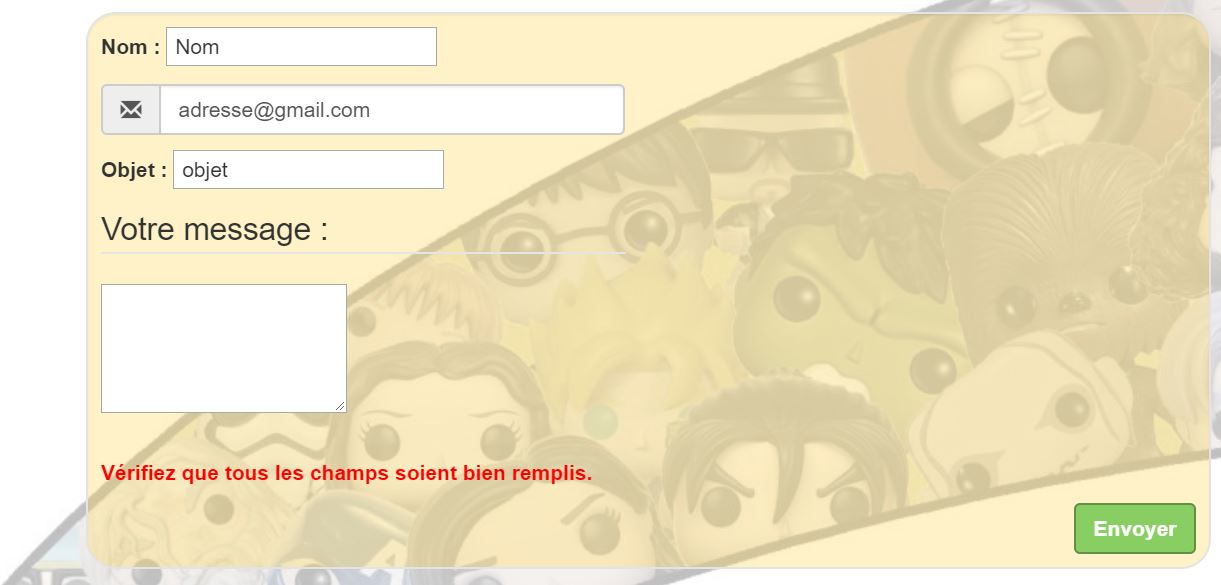 Nom : Nom
adresse@gmail.com
Objet : objet
Votre message :
Vérifiez que tous les champs soient bien remplis.
Envoyer